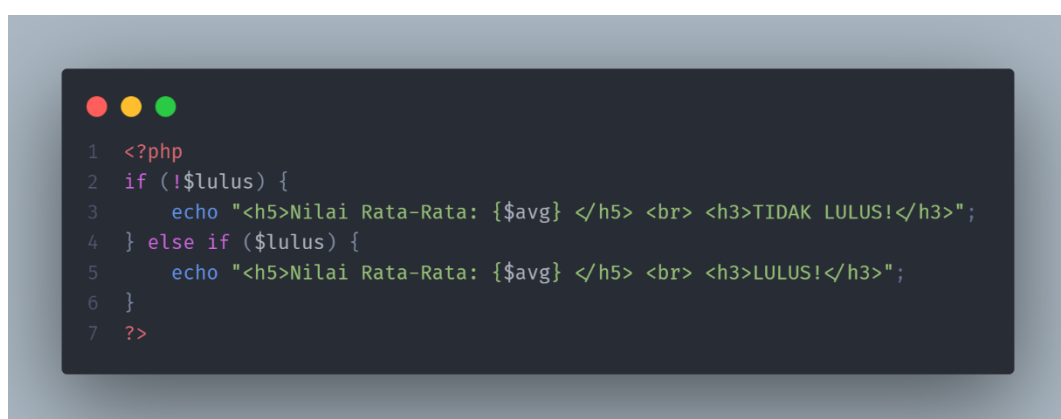 1 <?php
2 if (!$lulus) {
3     echo "<h5>Nilai Rata-Rata: {$avg} </h5> <br> <h3>TIDAK LULUS!</h3>";
4 } else if ($lulus) {
5     echo "<h5>Nilai Rata-Rata: {$avg} </h5> <br> <h3>LULUS!</h3>";
6 }
7 ?>